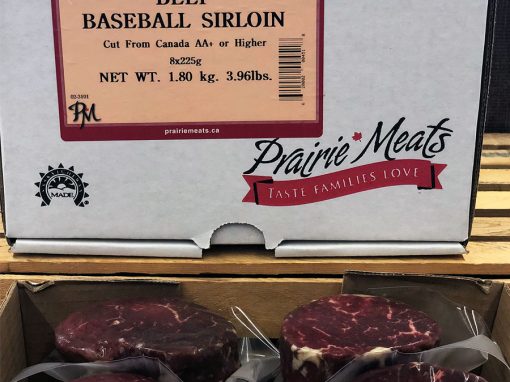 BEEF
BASEBALL SIRLOIN
Cut From Canada AA+ or Higher
8x225g
NET WT. 1.80 kg. 3.96lbs.
PM
prairiemeats.ca
Prairie Meats
TASTE FAMILIES LOVE
MADE